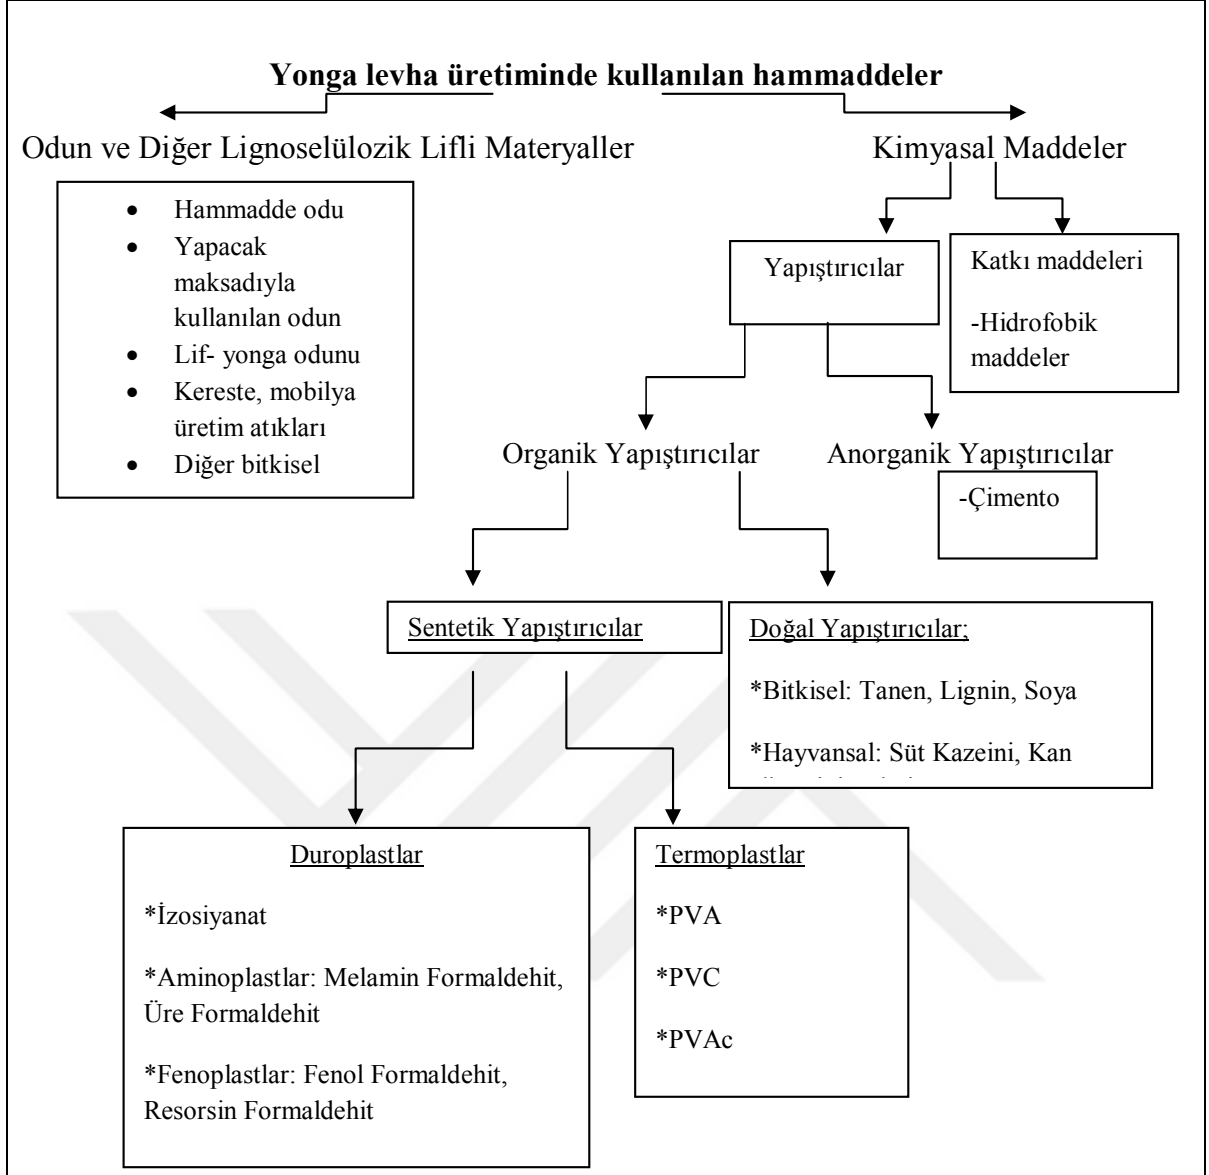 Yonga levha üretiminde kullanılan hammaddeler
Odun ve Diğer Lignoselülozik Lifli Materyaller
Kimyasal Maddeler
• Hammadde odu
• Yapacak
maksadıyla
kullanılan odun
• Lif- yonga odunu
• Kereste, mobilya
üretim atıkları
• Diğer bitkisel
Yapıştırıcılar
Katkı maddeleri
-Hidrofobik
maddeler
Organik Yapıştırıcılar
Anorganik Yapıştırıcılar
-Çimento
Sentetik Yapıştırıcılar
Doğal Yapıştırıcılar;
*Bitkisel: Tanen, Lignin, Soya
*Hayvansal: Süt Kazeini, Kan
Duroplastlar
*İzosiyanat
*Aminoplastlar: Melamin Formaldehit,
Üre Formaldehit
*Fenoplastlar: Fenol Formaldehit,
Resorsin Formaldehit
Termoplastlar
*PVA
*PVC
*PVAc